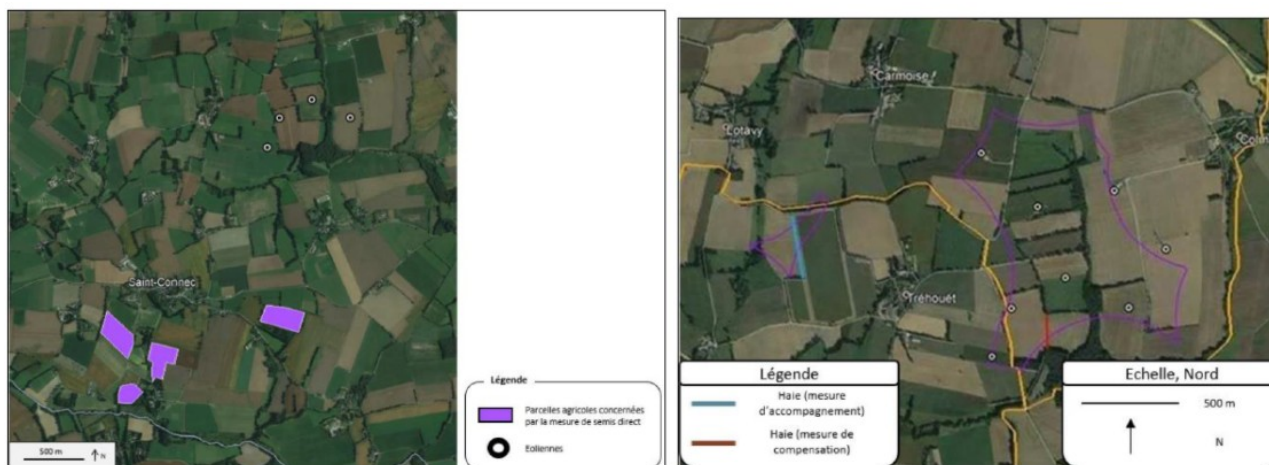 Saint-Connec
500 m
N
Légende
Parcelles agricoles concernées
par la mesure de semis direct
Eoliennes
Carmoise
Lotavy
Tréhouët
Légende
Haie (mesure
d'accompagnement)
Haie (mesure de
compensation)
Echelle, Nord
500 m
N